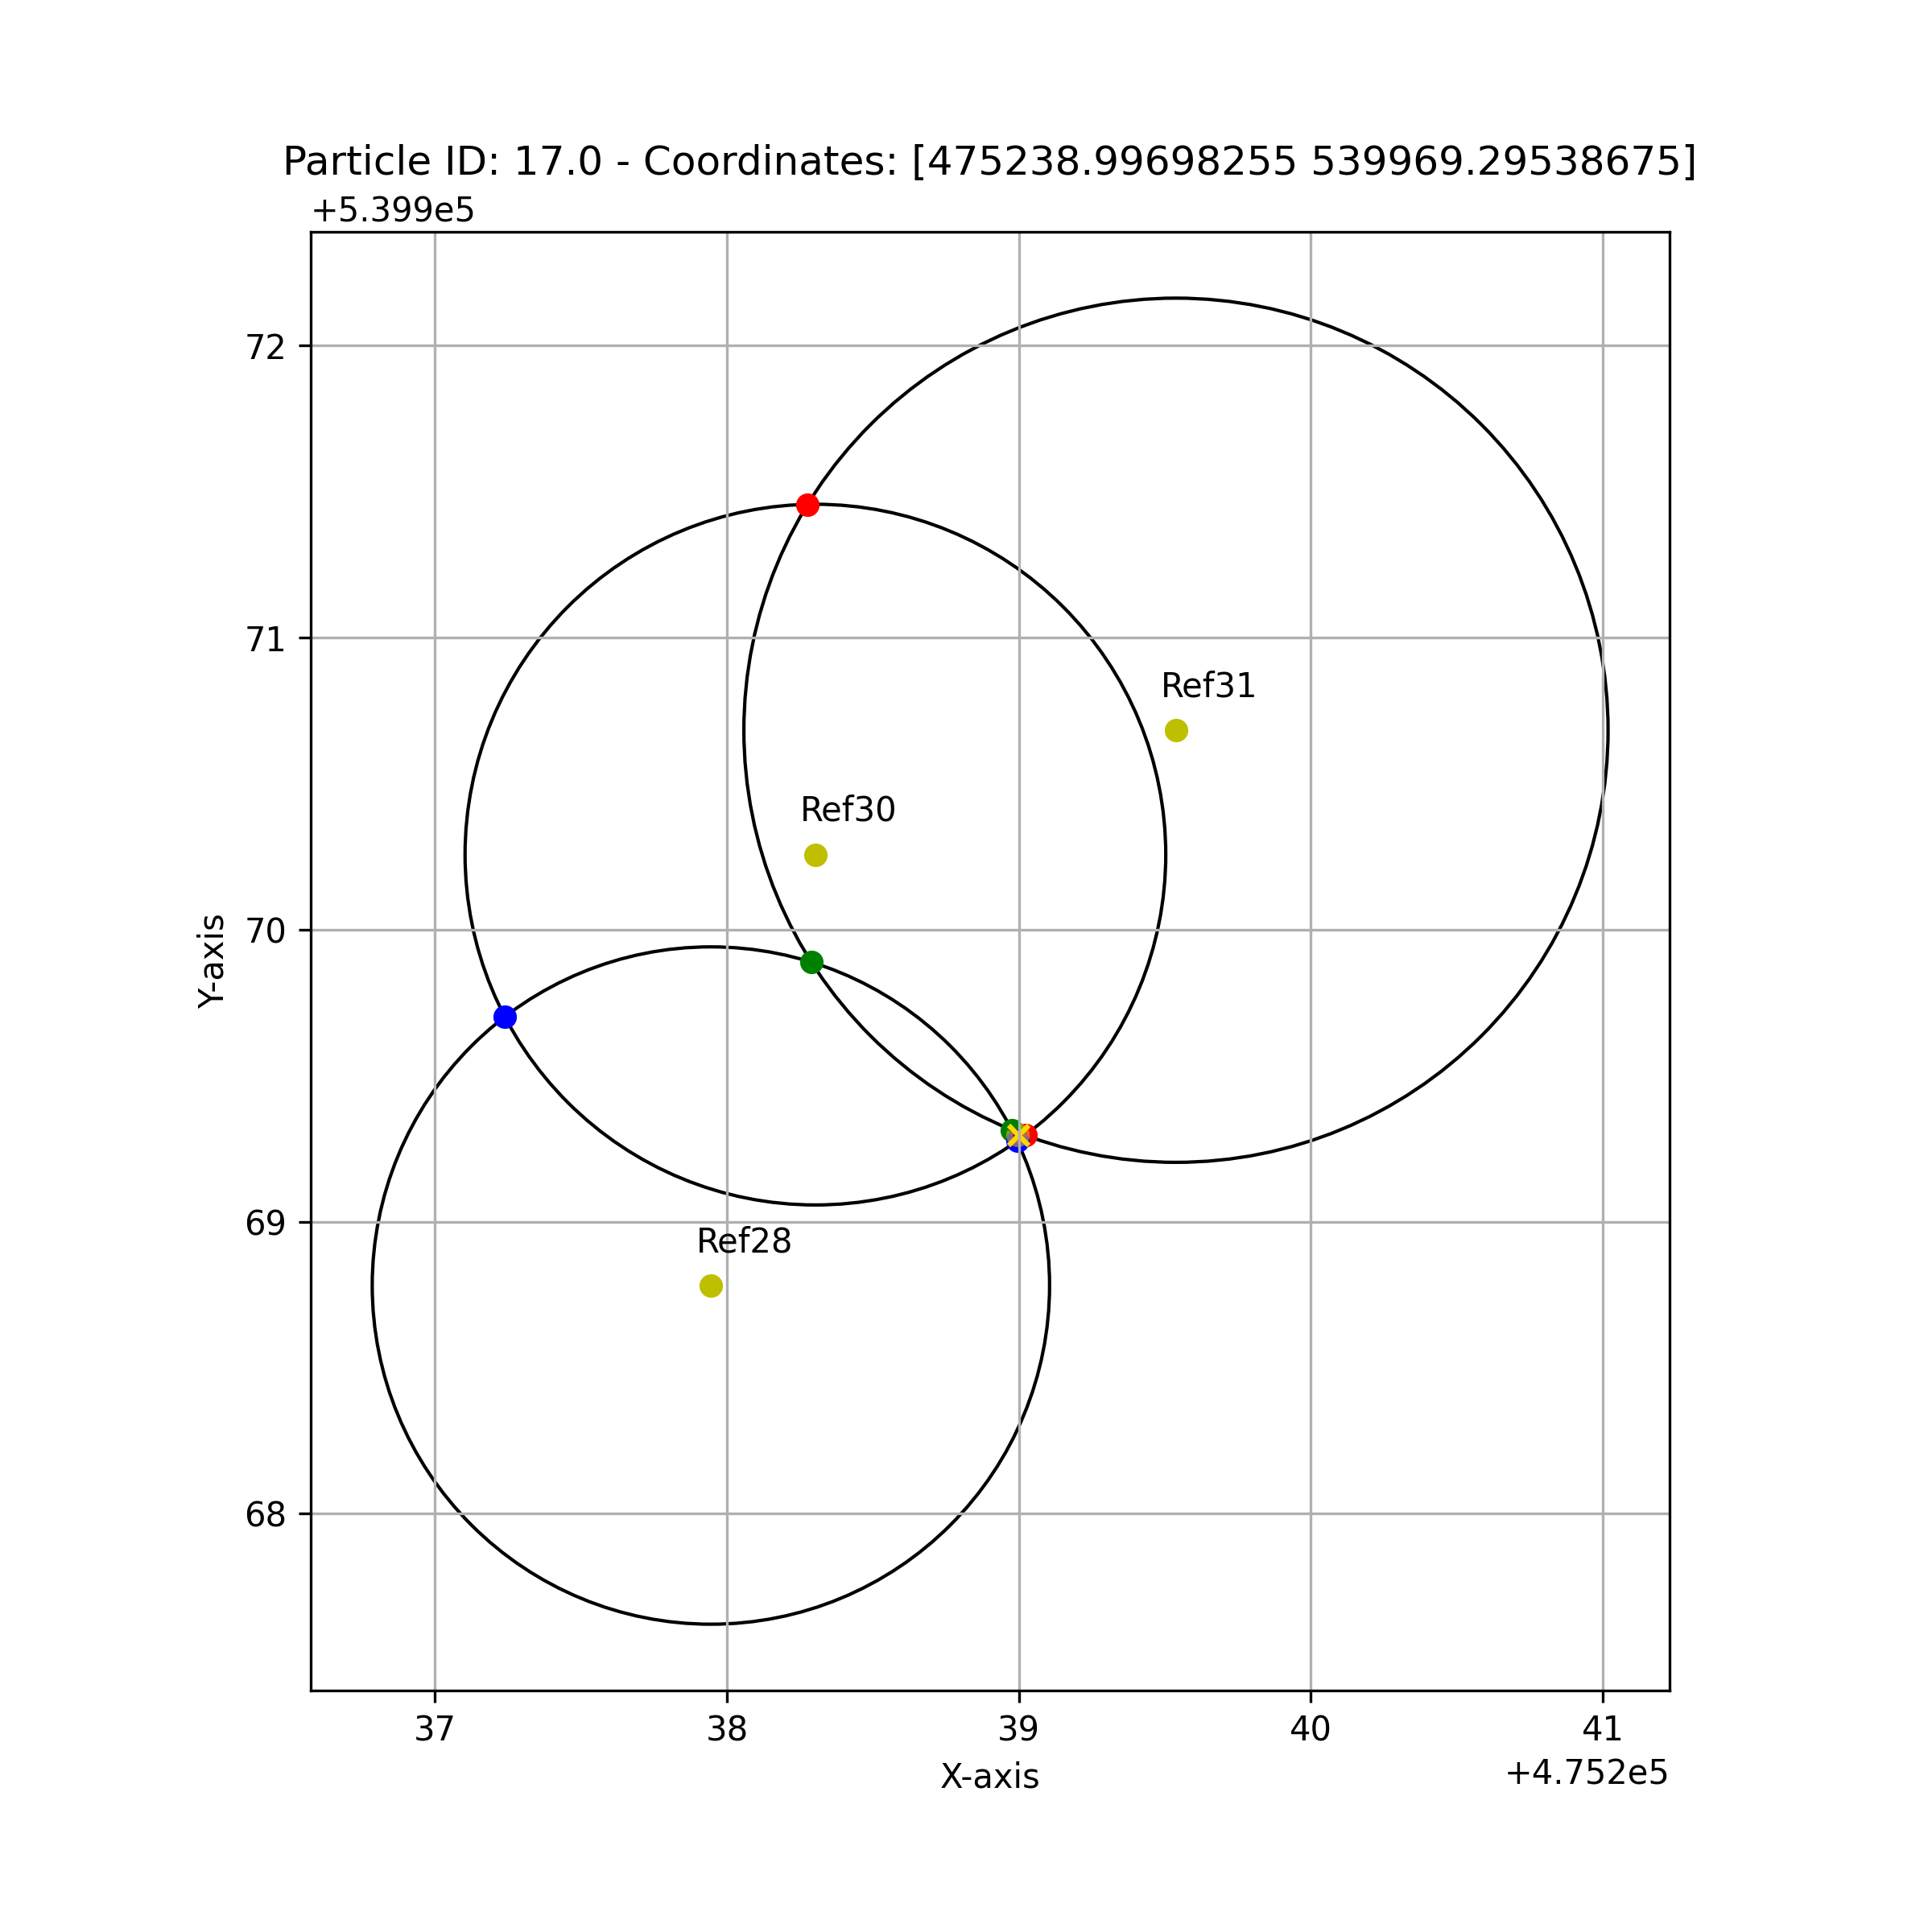 Particle ID: 17.0 - Coordinates: [475238.99698255 539969.29538675]
+5.399e5
72
71
Ref31
Ref30
70
Y-axis
69
Ref28
68
37 38 39 40 41
X-axis
+4.752e5